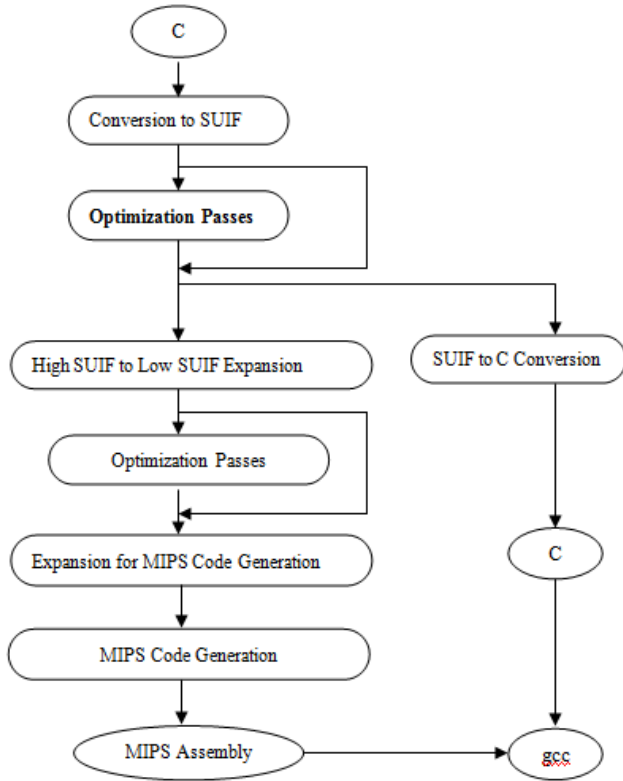 C
Conversion to SUIF
Optimization Passes
High SUIF to Low SUIF Expansion
SUIF to C Conversion
Optimization Passes
Expansion for MIPS Code Generation
C
MIPS Code Generation
MIPS Assembly
gcc